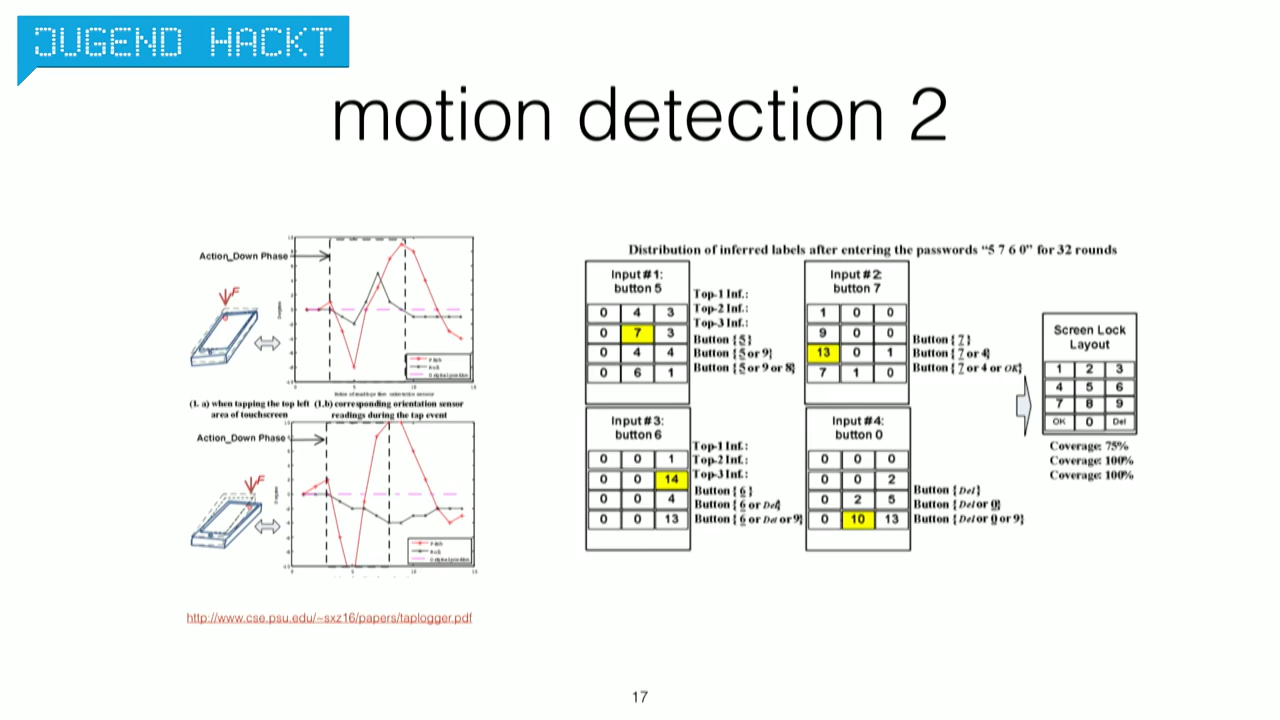 JUGEND HACKT
motion detection 2
Action_Down Phase
F
(1. a) when tapping the top left area of touchscreen
(1.b) corresponding orientation sensor readings during the tap event
Action_Down Phase
F
http://www.cse.psu.edu/~sxz16/papers/taplogger.pdf
Distribution of inferred labels after entering the passwords “5 7 6 0” for 32 rounds
Input #1:
button 5
0 4 3
0 7 3
0 4 4
0 6 1
Top-1 Inf.:
Top-2 Inf.:
Top-3 Inf.:
Button {5}
Button {5 or 9}
Button {5 or 9 or 8}
Input #2:
button 7
1 0 0
9 0 0
13 0 1
7 1 0
Button {7}
Button {7 or 4}
Button {7 or 4 or OK}
Input #3:
button 6
0 0 1
0 0 14
0 0 4
0 0 13
Top-1 Inf.:
Top-2 Inf.:
Top-3 Inf.:
Button {6}
Button {6 or Del}
Button {6 or Del or 9}
Input #4:
button 0
0 0 0
0 0 2
0 2 5
0 10 13
Button {Del}
Button {Del or 0}
Button {Del or 0 or 9}
Screen Lock
Layout
1 2 3
4 5 6
7 8 9
OK 0 Del
Coverage: 75%
Coverage: 100%
Coverage: 100%
17